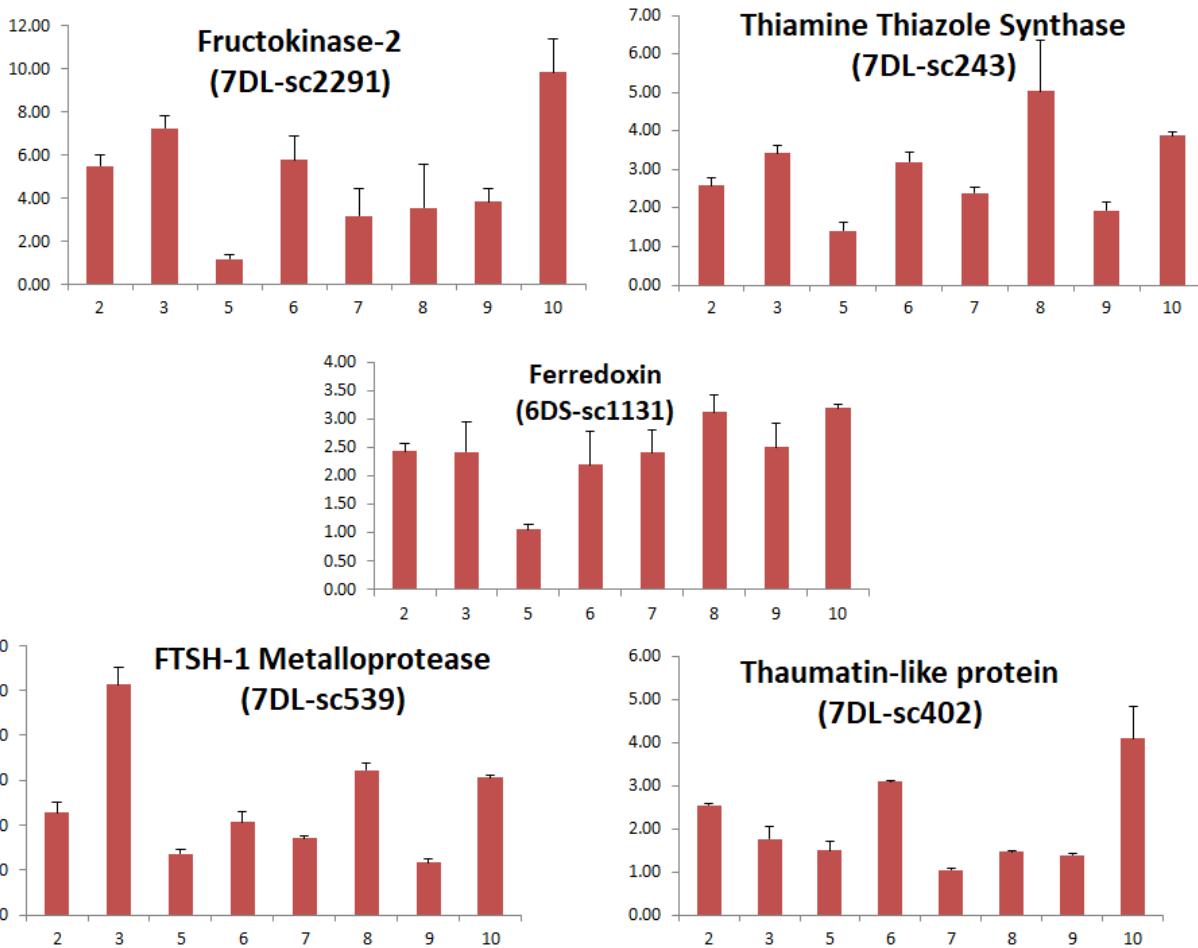 Fructokinase-2
(7DL-sc2291)
12.00
10.00
8.00
6.00
4.00
2.00
0.00
2 3 5 6 7 8 9 10
Thiamine Thiazole Synthase
(7DL-sc243)
7.00
6.00
5.00
4.00
3.00
2.00
1.00
0.00
2 3 5 6 7 8 9 10
Ferredoxin
(6DS-sc1131)
4.00
3.50
3.00
2.50
2.00
1.50
1.00
0.50
0.00
2 3 5 6 7 8 9 10
FTSH-1 Metalloprotease
(7DL-sc539)
2 3 5 6 7 8 9 10
Thaumatin-like protein
(7DL-sc402)
6.00
5.00
4.00
3.00
2.00
1.00
0.00
2 3 5 6 7 8 9 10